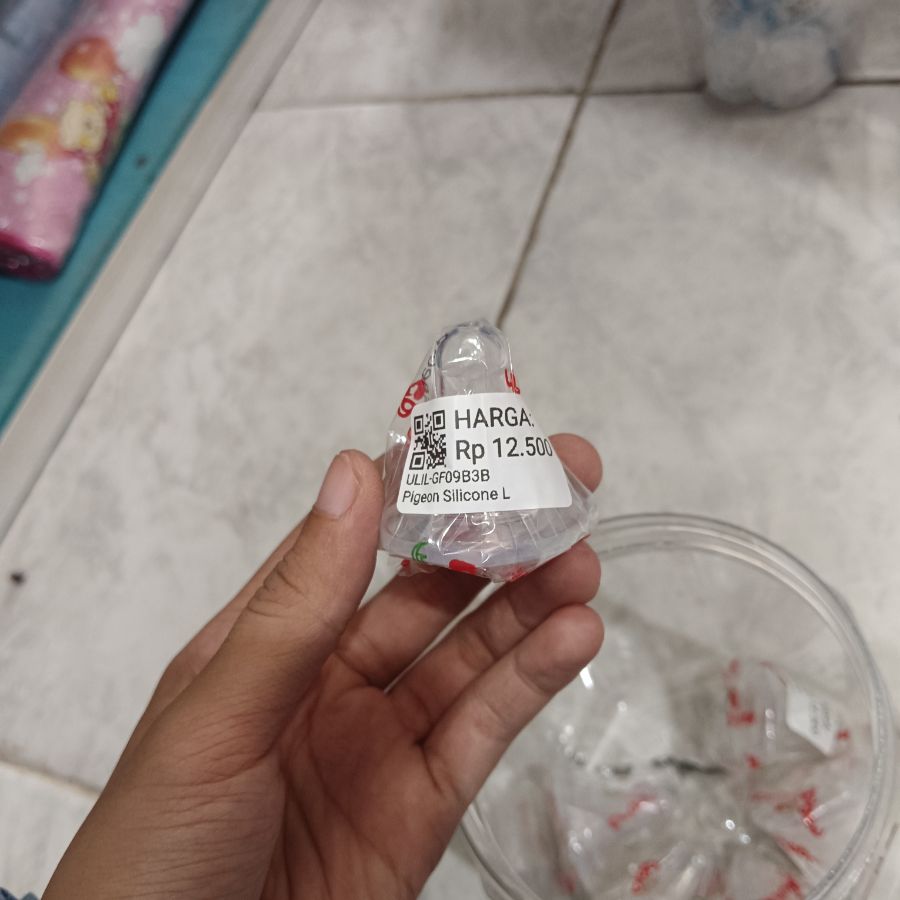 HARGA:
Rp 12.500
ULIL-GF09B3B
Pigeon Silicone L